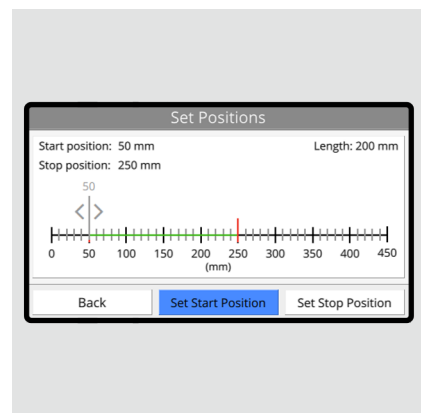 Set Positions
Start position: 50 mm Length: 200 mm
Stop position: 250 mm
50
0 50 100 150 200 250 300 350 400 450
(mm)
Back Set Start Position Set Stop Position